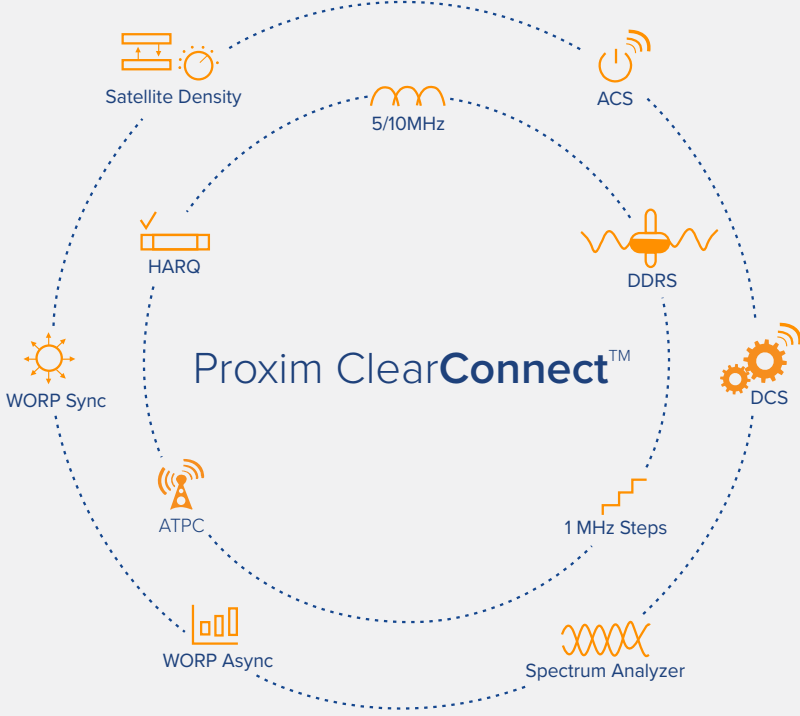 Satellite Density
ACS
5/10MHz
HARQ
DDRS
Proxim ClearConnect™
WORP Sync
DCS
ATPC
1 MHz Steps
WORP Async
Spectrum Analyzer